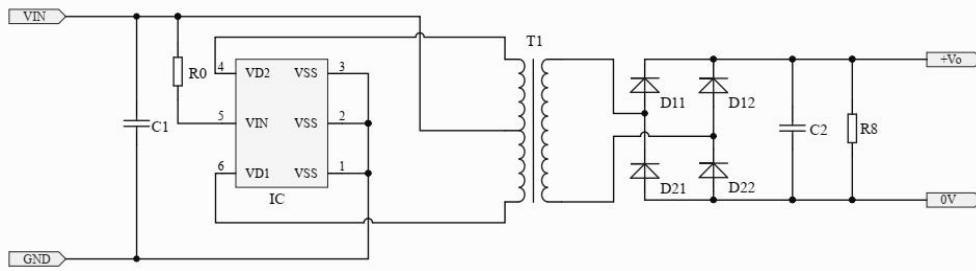 VIN
T1
4 VD2 VSS 3
R0
+Vo
D11 D12
C1
5 VIN VSS 2
C2 R8
6 VD1 VSS 1
D21 D22
IC
0V
GND